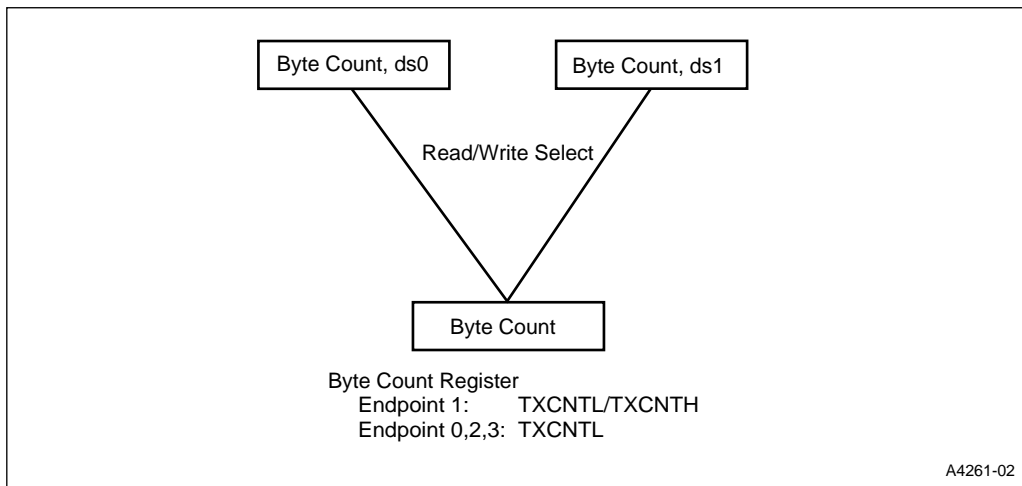 Byte Count, ds0
Byte Count, ds1
Read/Write Select
Byte Count
Byte Count Register
Endpoint 1: TXCNTL/TXCNTH
Endpoint 0,2,3: TXCNTL
A4261-02